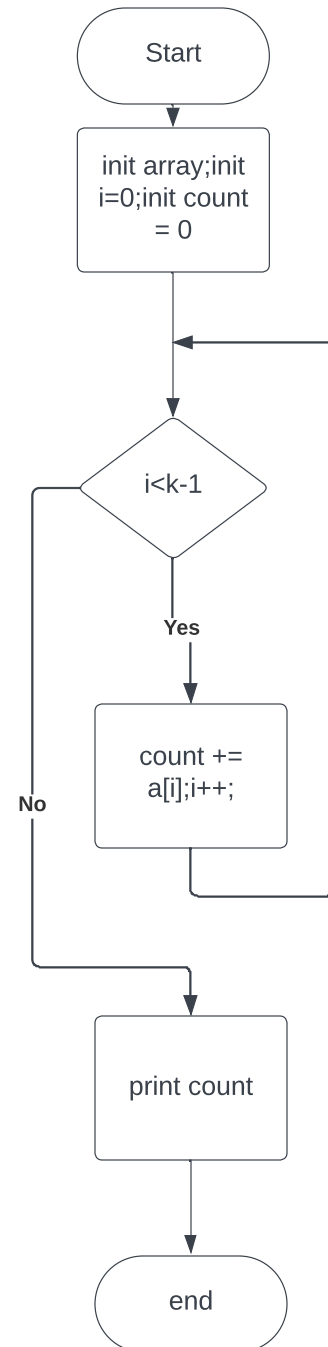 Start
init array;init
i=0;init count
= 0
i<k-1
Yes
count +=
a[i];i++;
No
print count
end